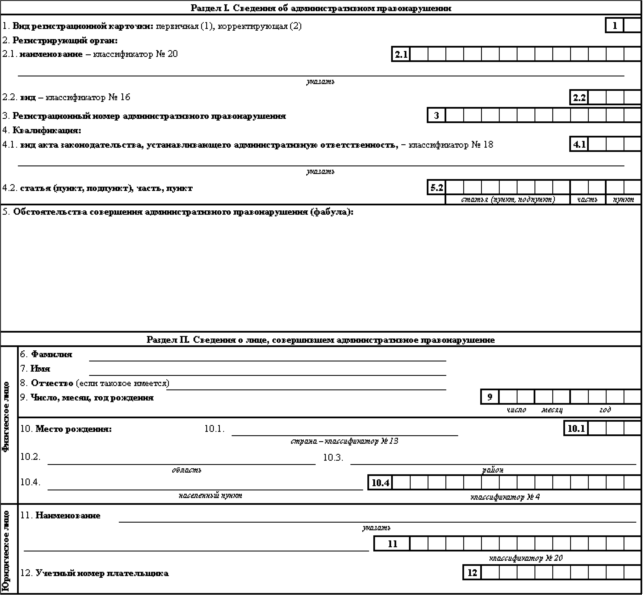 Раздел I. Сведения об административном правонарушении
1. Вид регистрационной карточки: первичная (1), корректирующая (2) 1
2. Регистрирующий орган:
2.1. наименование – классификатор № 20 2.1
указать
2.2. вид – классификатор № 16 2.2
3. Регистрационный номер административного правонарушения 3
4. Квалификация:
4.1. вид акта законодательства, устанавливающего административную ответственность, – классификатор № 18 4.1
указать
4.2. статья (пункт, подпункт), часть, пункт 5.2
статья (пункт, подпункт) часть пункт
5. Обстоятельства совершения административного правонарушения (фабула):
Раздел II. Сведения о лице, совершившем административное правонарушение
Физическое лицо
6. Фамилия
7. Имя
8. Отчество (если таковое имеется)
9. Число, месяц, год рождения 9
число месяц год
10. Место рождения: 10.1. 10.1
страна – классификатор № 13
10.2. 10.3.
область район
10.4. 10.4
населенный пункт классификатор № 4
Юридическое лицо
11. Наименование
указать
11
классификатор № 20
12. Учетный номер плательщика 12